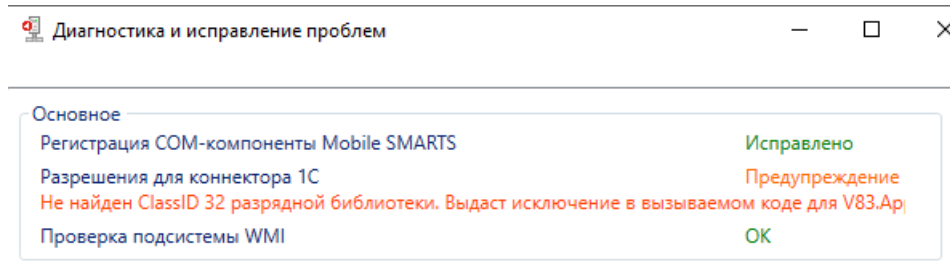 Диагностика и исправление проблем
Основное
Регистрация COM-компоненты Mobile SMARTS Исправлено
Разрешения для коннектора 1С Предупреждение
Не найден ClassID 32 разрядной библиотеки. Выдаст исключение в вызываемом коде для V83.Ap
Проверка подсистемы WMI OK